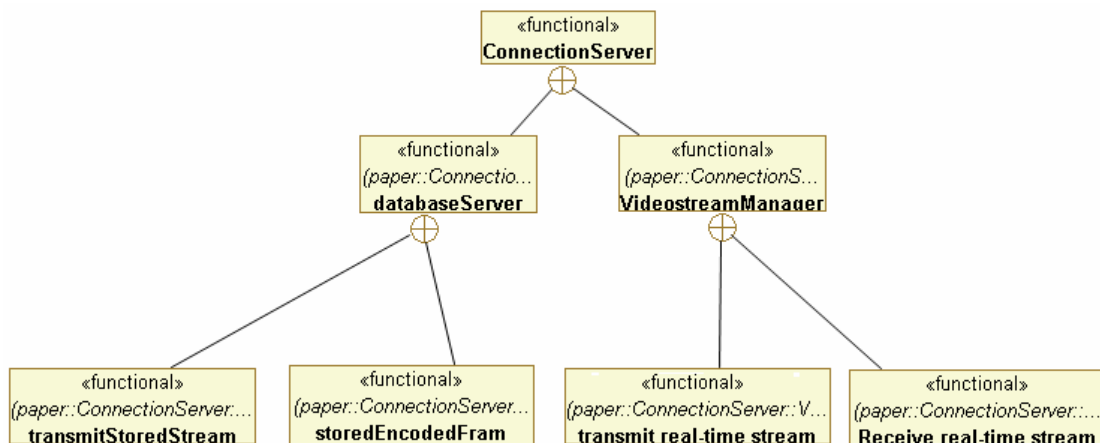 «functional»
ConnectionServer
«functional»
(paper::Connectio...
databaseServer
«functional»
(paper::ConnectionS...
VideostreamManager
«functional»
(paper::ConnectionServer:...
transmitStoredStream
«functional»
(paper::ConnectionServer...
storedEncodedFram
«functional»
(paper::ConnectionServer::V...
transmit real-time stream
«functional»
(paper::ConnectionServer::...
Receive real-time stream